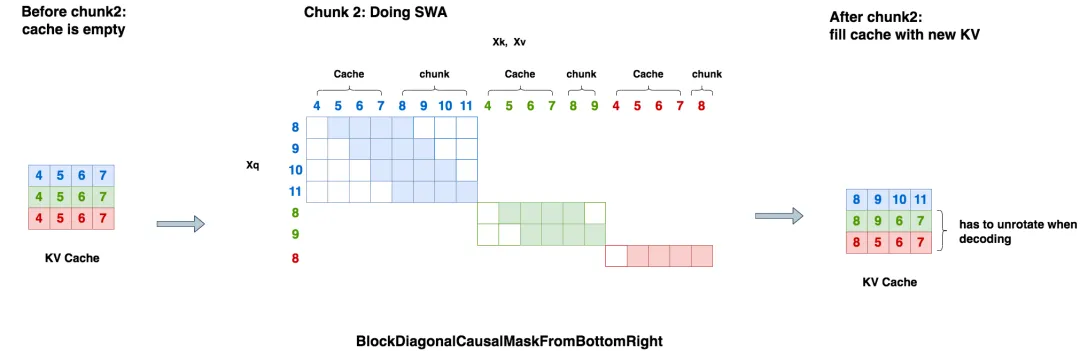 Before chunk2:
cache is empty
4 5 6 7
4 5 6 7
4 5 6 7
KV Cache
Chunk 2: Doing SWA
Xk, Xv
Cache chunk Cache chunk Cache chunk
4 5 6 7 8 9 10 11 4 5 6 7 8 9 4 5 6 7 8
Xq
8
9
10
11
8
9
8
BlockDiagonalCausalMaskFromBottomRight
After chunk2:
fill cache with new KV
8 9 10 11
8 9 6 7
8 5 6 7
has to unrotate when
decoding
KV Cache